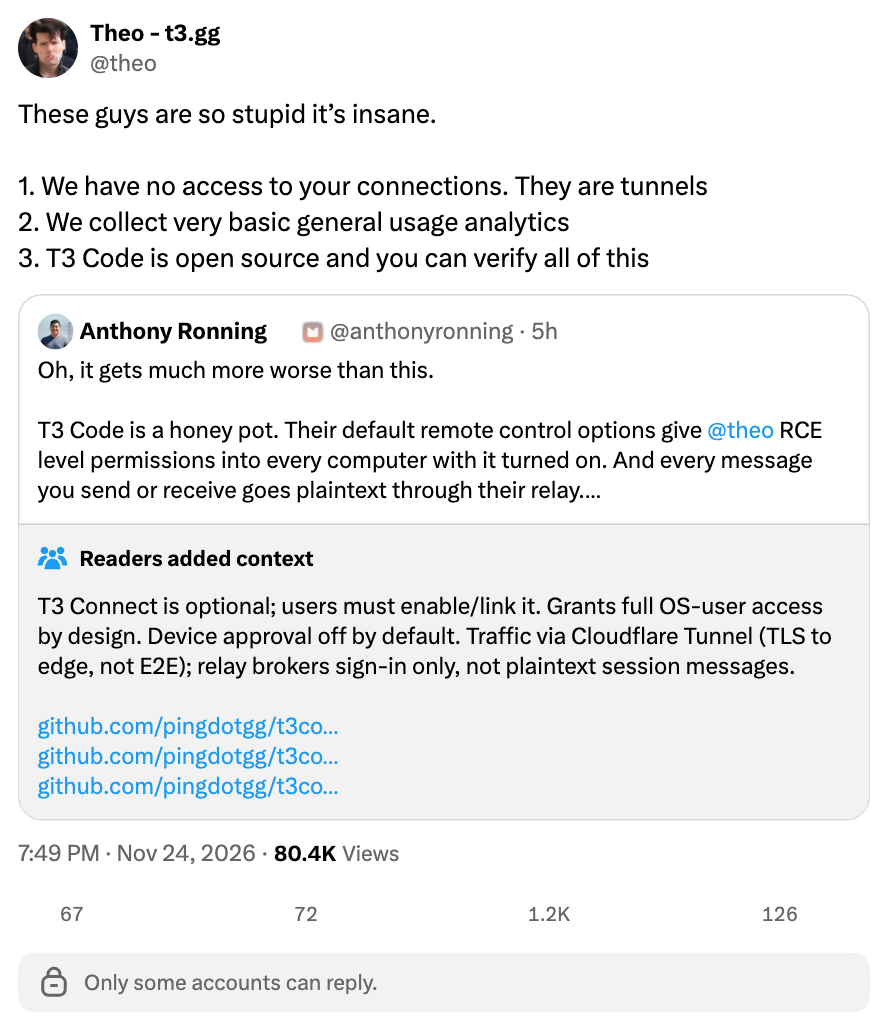 Theo - t3.gg
@theo
These guys are so stupid it's insane.
1. We have no access to your connections. They are tunnels
2. We collect very basic general usage analytics
3. T3 Code is open source and you can verify all of this
Anthony Ronning @anthonyronning · 5h
Oh, it gets much more worse than this.
T3 Code is a honey pot. Their default remote control options give @theo RCE
level permissions into every computer with it turned on. And every message
you send or receive goes plaintext through their relay....
Readers added context
T3 Connect is optional; users must enable/link it. Grants full OS-user access
by design. Device approval off by default. Traffic via Cloudflare Tunnel (TLS to
edge, not E2E); relay brokers sign-in only, not plaintext session messages.
github.com/pingdotgg/t3co...
github.com/pingdotgg/t3co...
github.com/pingdotgg/t3co...
7:49 PM · Nov 24, 2026 · 80.4K Views
67 72 1.2K 126
Only some accounts can reply.